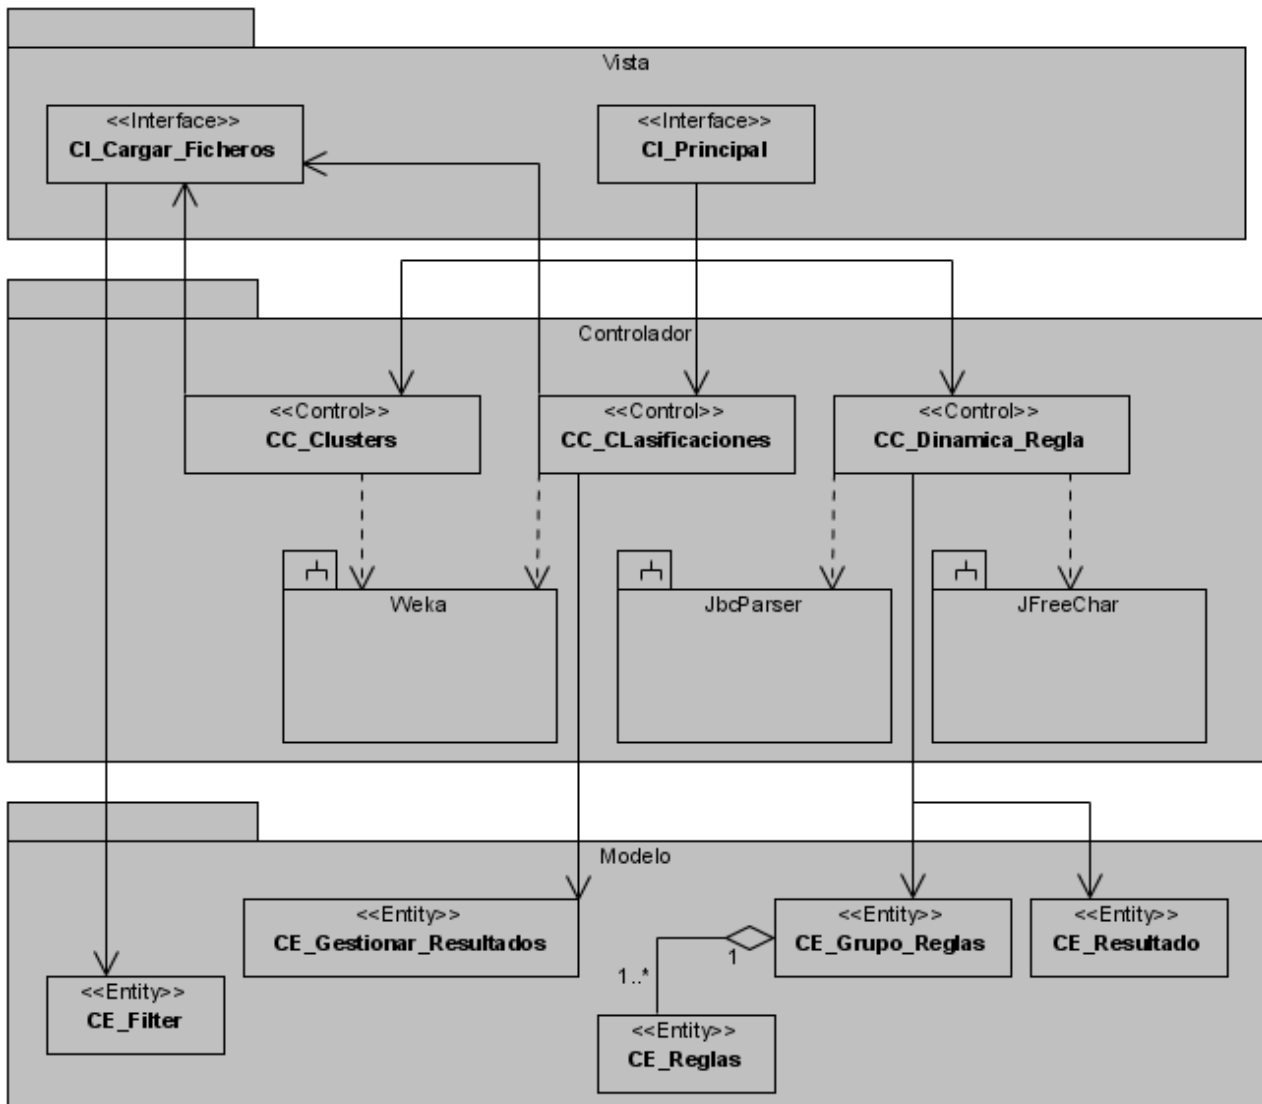 Vista
<<Interface>>
CI_Cargar_Ficheros
<<Interface>>
CI_Principal
Controlador
<<Control>>
CC_Clusters
<<Control>>
CC_CLasificaciones
<<Control>>
CC_Dinamica_Regla
Weka
JbcParser
JFreeChar
Modelo
<<Entity>>
CE_Gestionar_Resultados
<<Entity>>
CE_Grupo_Reglas
<<Entity>>
CE_Resultado
1
1..*
<<Entity>>
CE_Filter
<<Entity>>
CE_Reglas